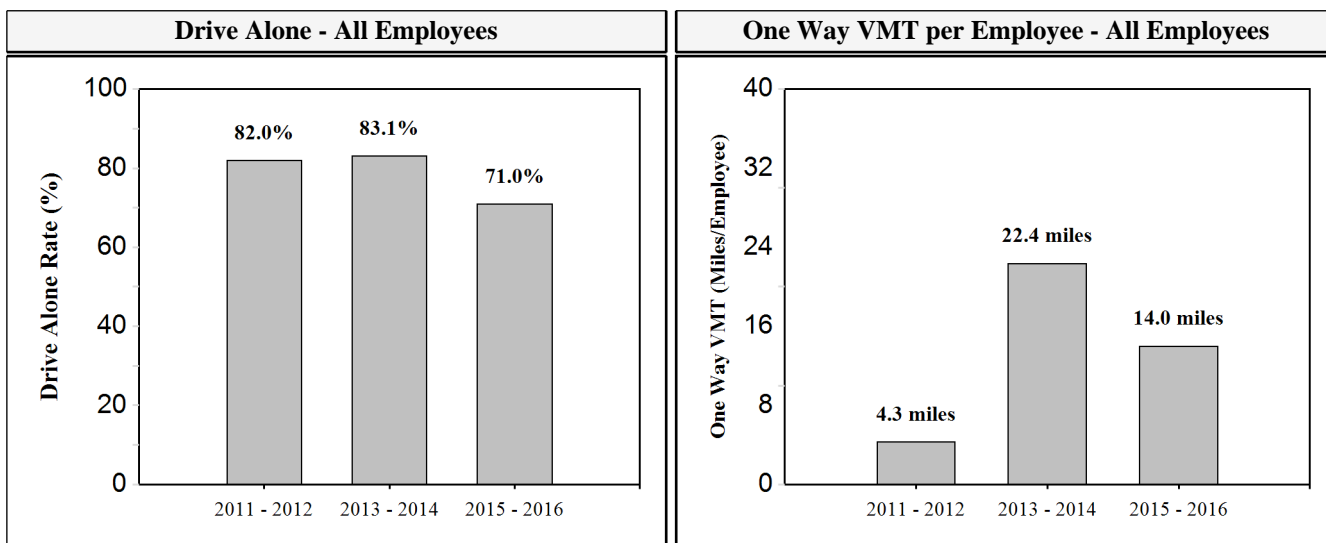 Drive Alone - All Employees
Drive Alone Rate (%)
100
80
60
40
20
0
82.0%
83.1%
71.0%
2011 - 2012
2013 - 2014
2015 - 2016
One Way VMT per Employee - All Employees
One Way VMT (Miles/Employee)
40
32
24
16
8
0
4.3 miles
22.4 miles
14.0 miles
2011 - 2012
2013 - 2014
2015 - 2016